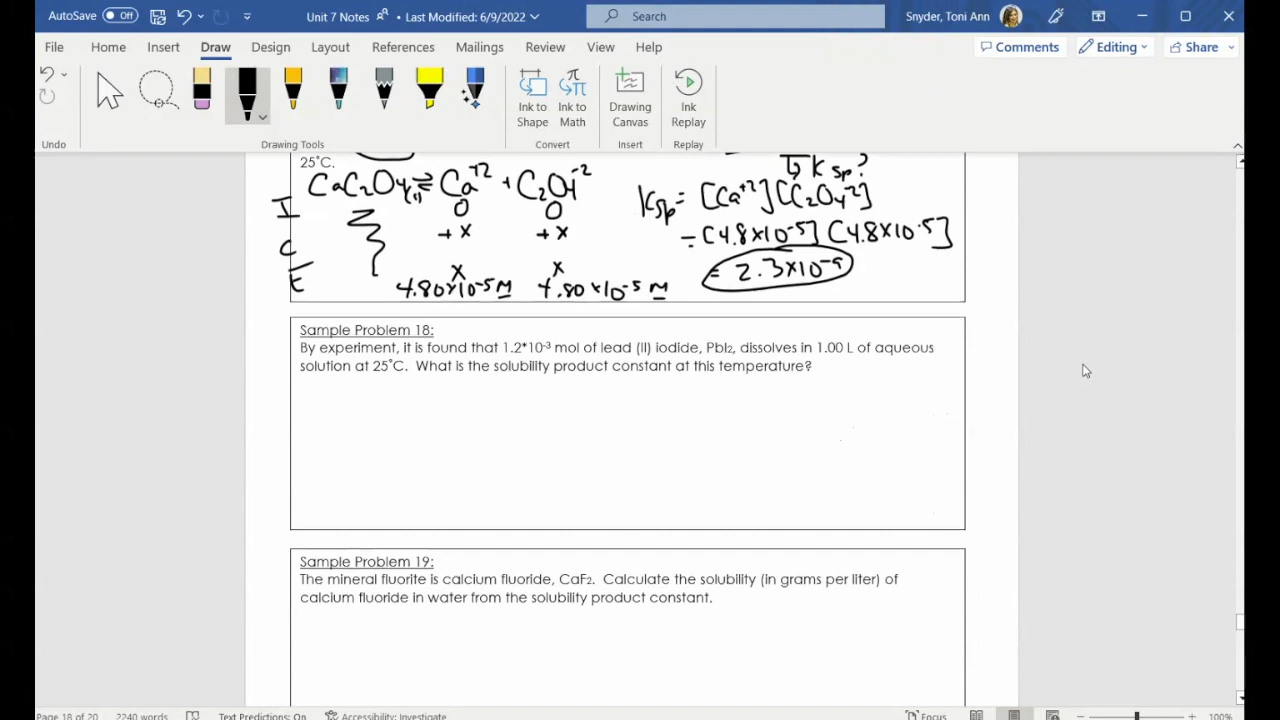 AutoSave Off Unit 7 Notes • Last Modified: 6/9/2022 Search Snyder, Toni Ann
File Home Insert Draw Design Layout References Mailings Review View Help Comments Editing Share
Ink to Shape Ink to Math Drawing Canvas Ink Replay
Undo Drawing Tools Convert Insert Replay
25°C.
Ksp?
CaC2O4(s) ⇌ Ca+2 + C2O4-2 Ksp = [Ca+2][C2O4-2]
I 0 0
C +x +x = [4.8x10-5][4.8x10-5]
E x x = 2.3x10-9
4.80x10-5 M 4.80x10-5 M
Sample Problem 18:
By experiment, it is found that 1.2*10-3 mol of lead (II) iodide, PbI2, dissolves in 1.00 L of aqueous
solution at 25°C. What is the solubility product constant at this temperature?
Sample Problem 19:
The mineral fluorite is calcium fluoride, CaF2. Calculate the solubility (in grams per liter) of
calcium fluoride in water from the solubility product constant.
Page 18 of 20 2240 words Text Predictions: On Accessibility: Investigate Focus 100%